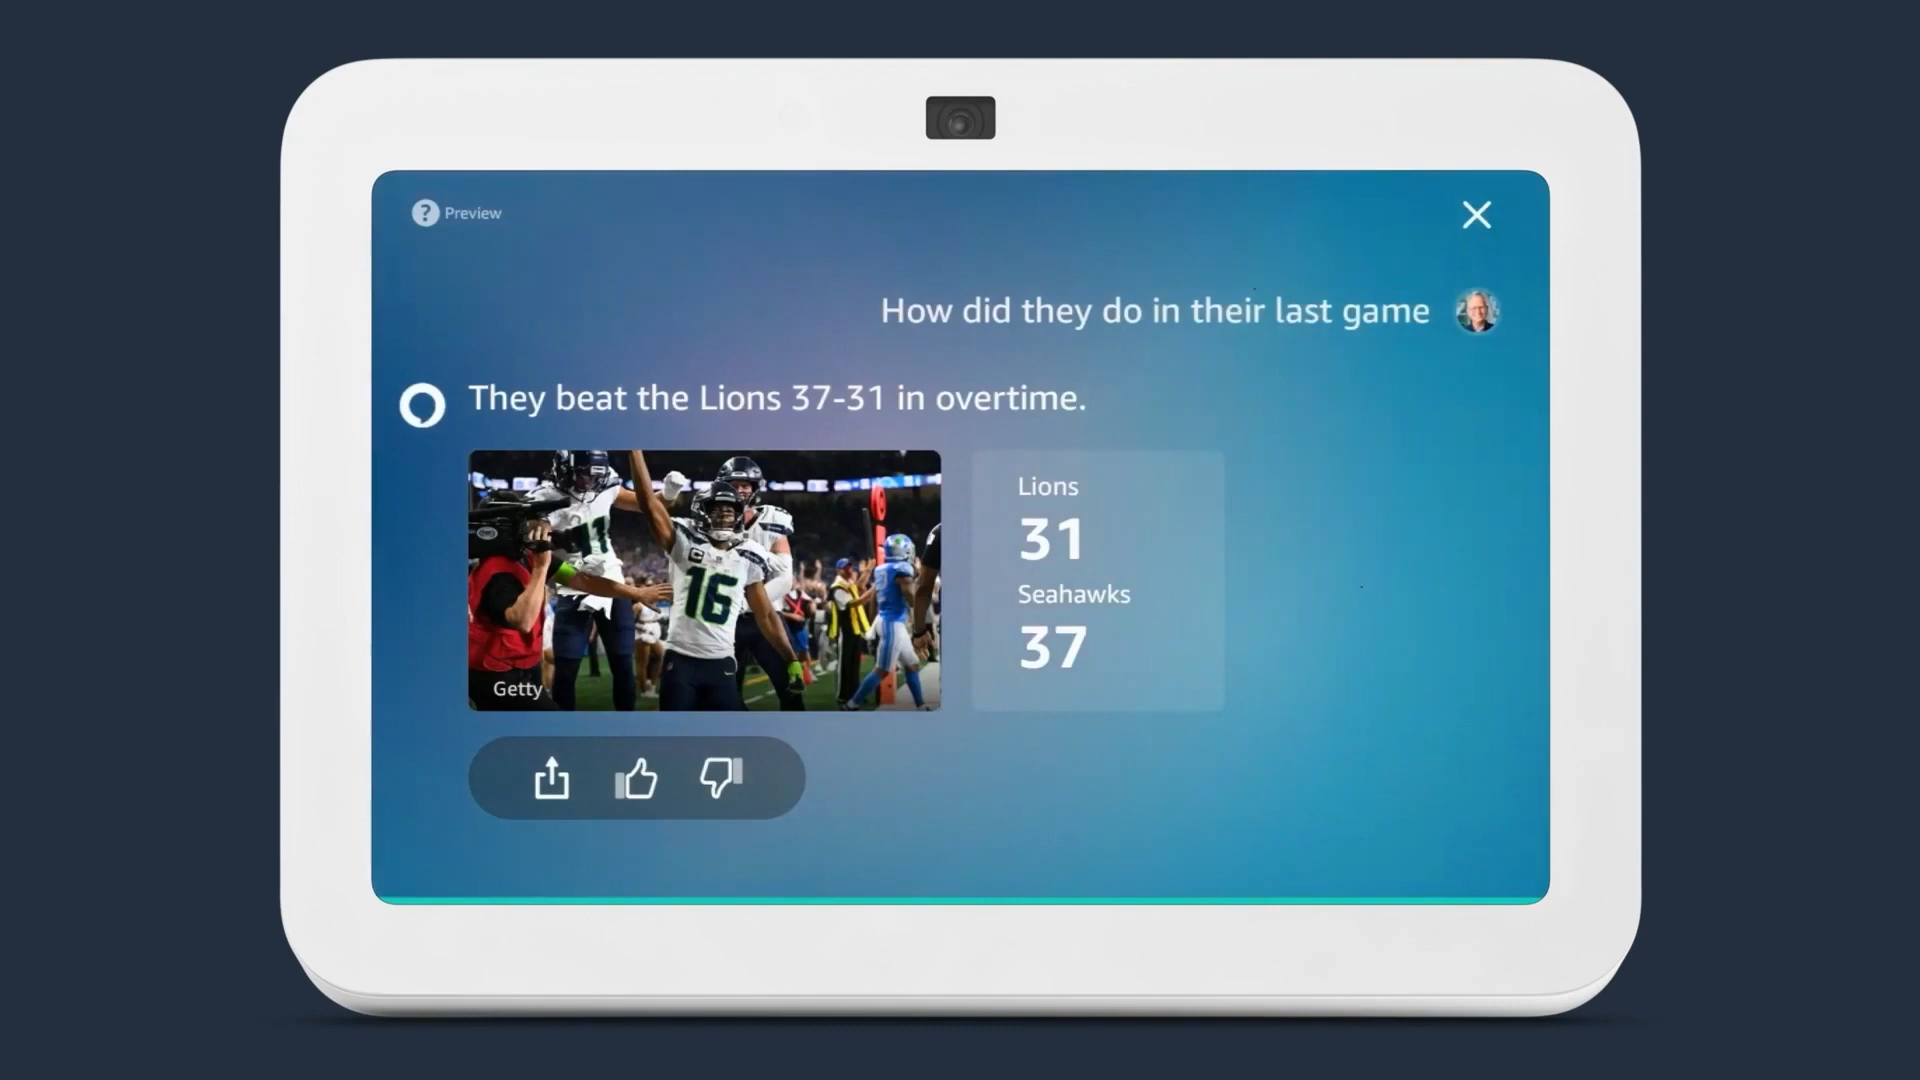 ? Preview
How did they do in their last game
They beat the Lions 37-31 in overtime.
Lions
31
Seahawks
37
16
Getty